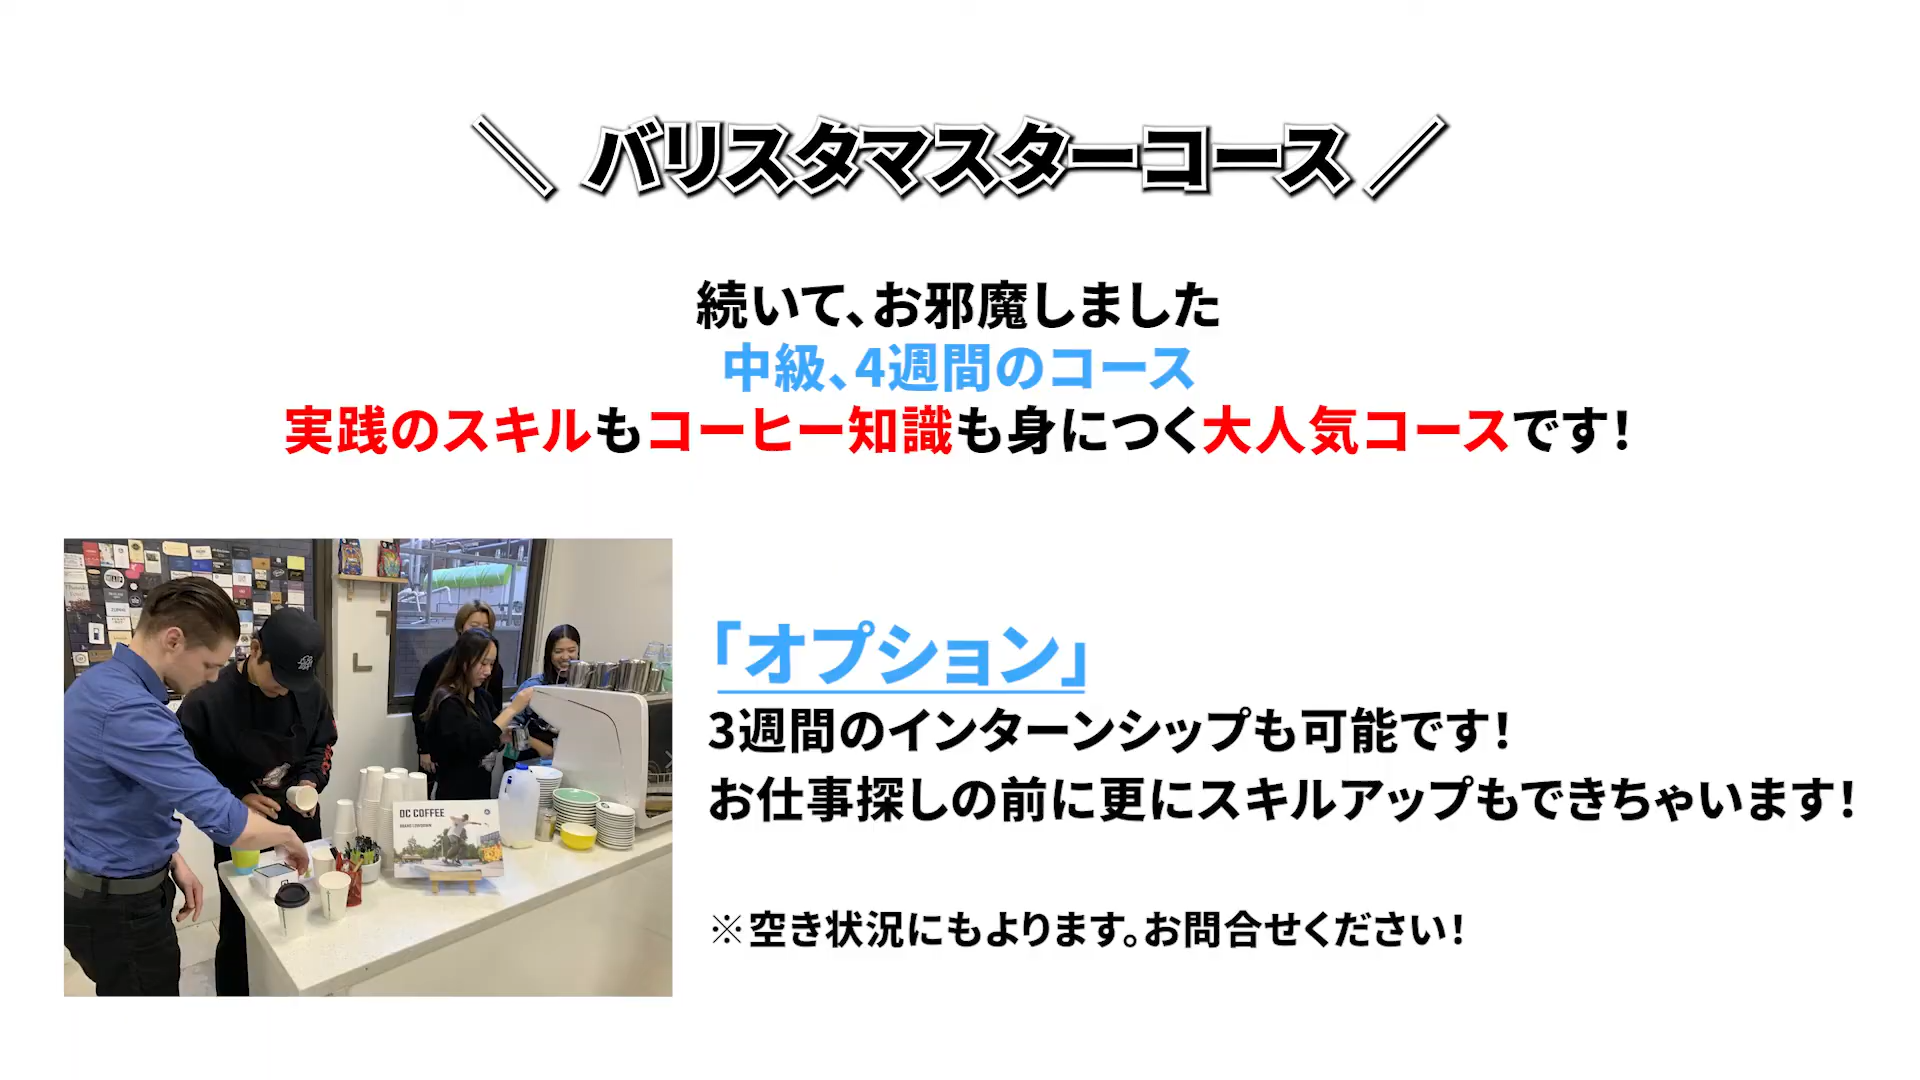 ＼ バリスタマスターコース ／
続いて、お邪魔しました
中級、4週間のコース
実践のスキルもコーヒー知識も身につく大人気コースです！
「オプション」
3週間のインターンシップも可能です！
お仕事探しの前に更にスキルアップもできちゃいます！
※空き状況にもよります。お問合せください！
DC COFFEE